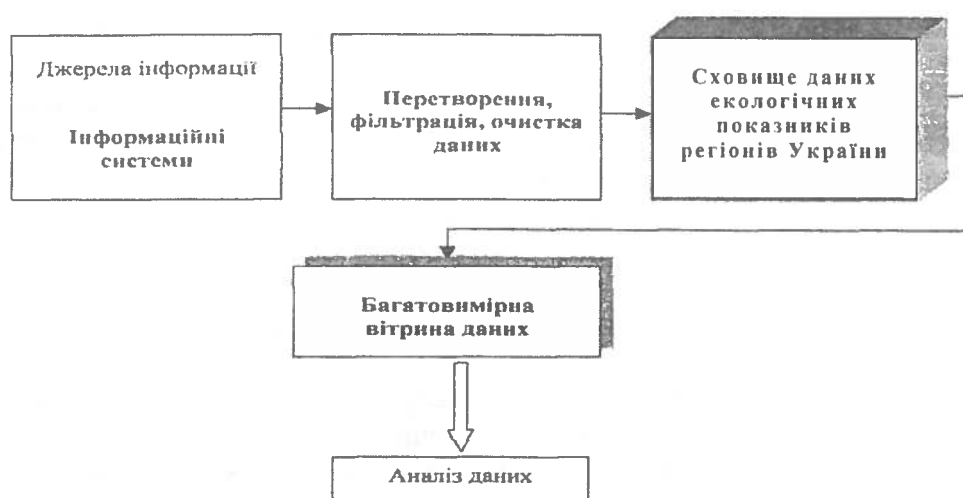 Джерела інформації
Інформаційні
системи
Перетворення,
фільтрація, очистка
даних
Сховище даних
екологічних
показників
регіонів України
Багатовимірна
вітрина даних
Аналіз даних